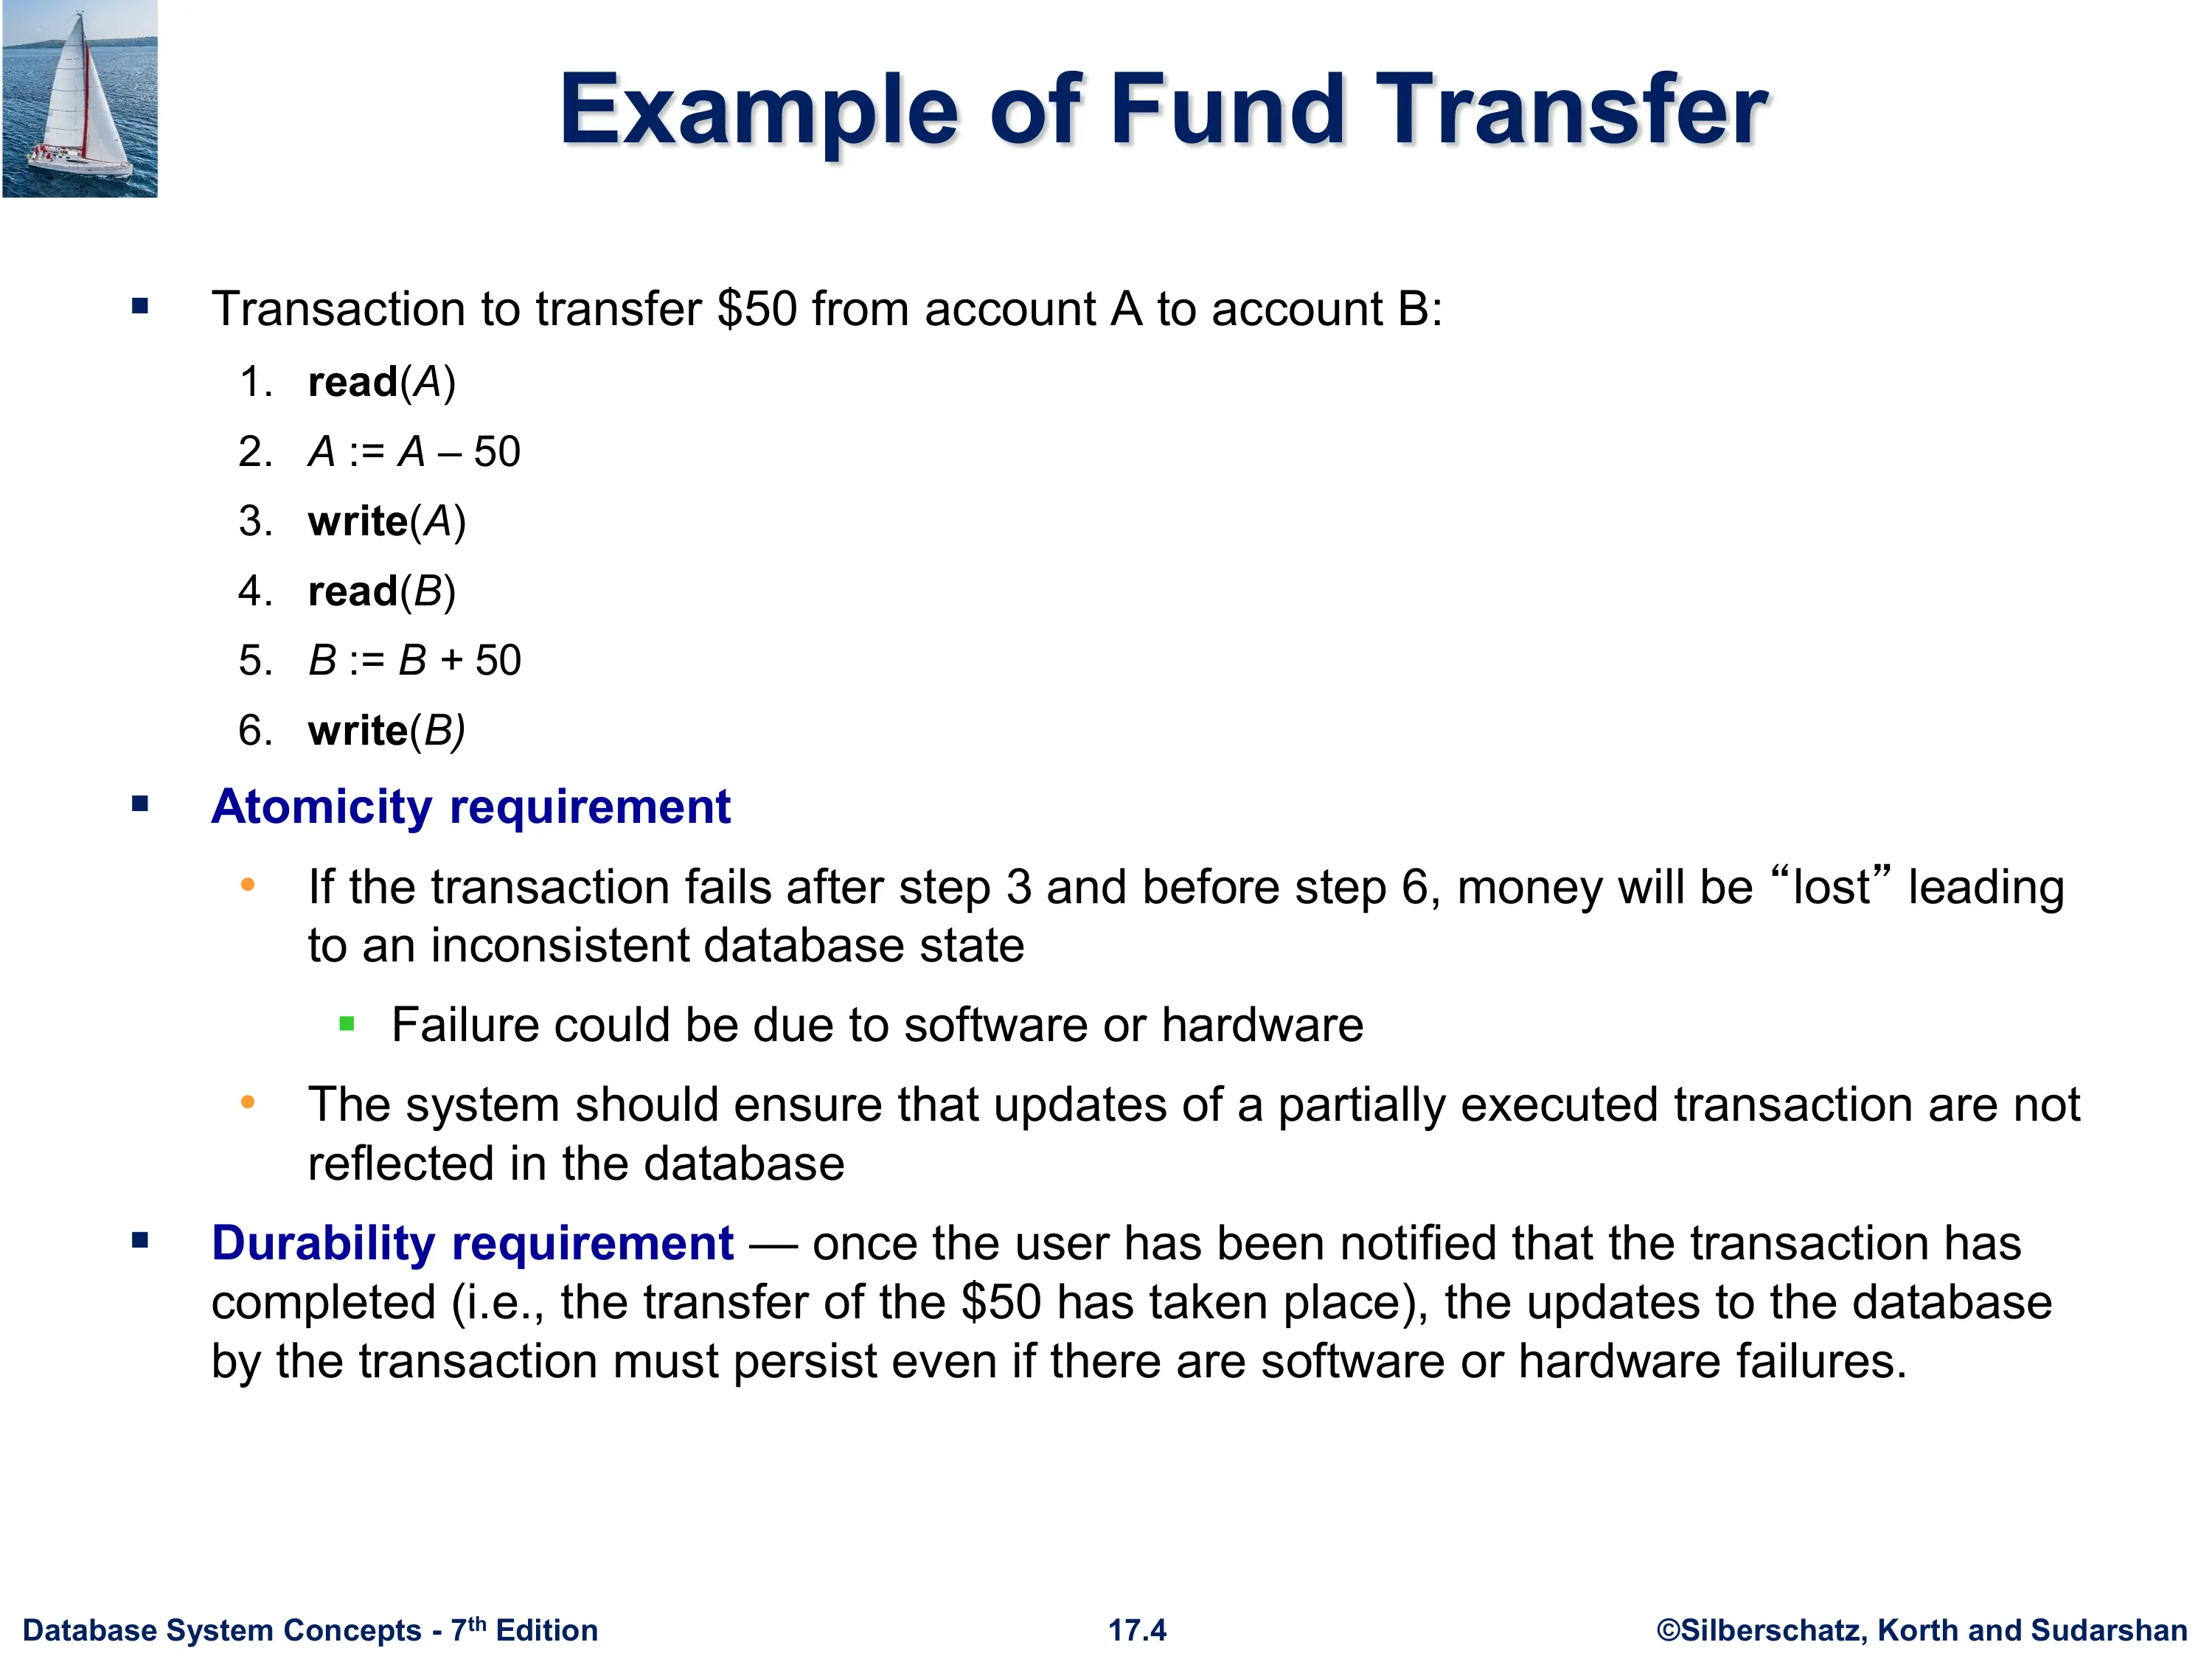 Example of Fund Transfer
▪ Transaction to transfer $50 from account A to account B:
1. read(A)
2. A := A – 50
3. write(A)
4. read(B)
5. B := B + 50
6. write(B)
▪ Atomicity requirement
• If the transaction fails after step 3 and before step 6, money will be “lost” leading
to an inconsistent database state
▪ Failure could be due to software or hardware
• The system should ensure that updates of a partially executed transaction are not
reflected in the database
▪ Durability requirement — once the user has been notified that the transaction has
completed (i.e., the transfer of the $50 has taken place), the updates to the database
by the transaction must persist even if there are software or hardware failures.
Database System Concepts - 7th Edition 17.4 ©Silberschatz, Korth and Sudarshan